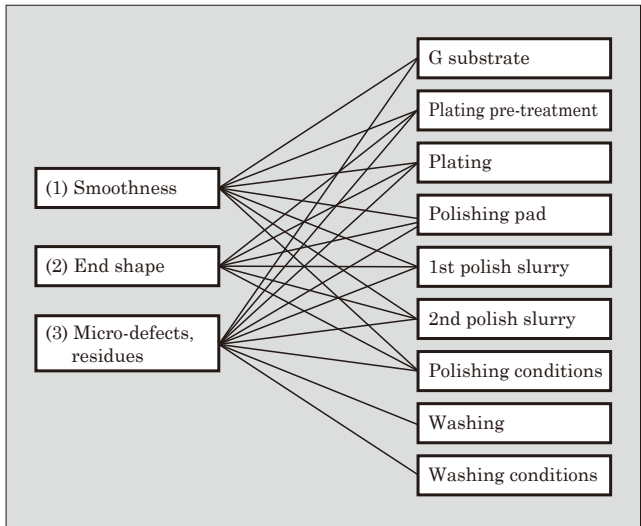 (1) Smoothness
(2) End shape
(3) Micro-defects,
residues
G substrate
Plating pre-treatment
Plating
Polishing pad
1st polish slurry
2nd polish slurry
Polishing conditions
Washing
Washing conditions